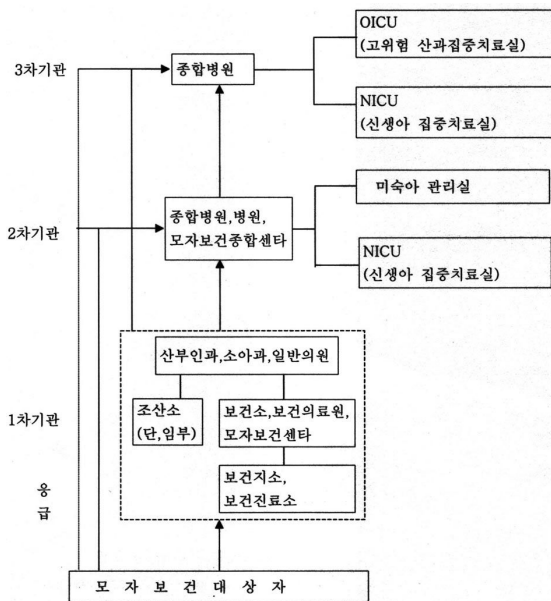 OICU
(고위험 산과집중치료실)
3차기관
종합병원
NICU
(신생아 집중치료실)
미숙아 관리실
2차기관
종합병원,병원,
모자보건종합센타
NICU
(신생아 집중치료실)
산부인과,소아과,일반의원
1차기관
조산소
(단,임부)
보건소,보건의료원,
모자보건센타
보건지소,
보건진료소
응
급
모 자 보 건 대 상 자